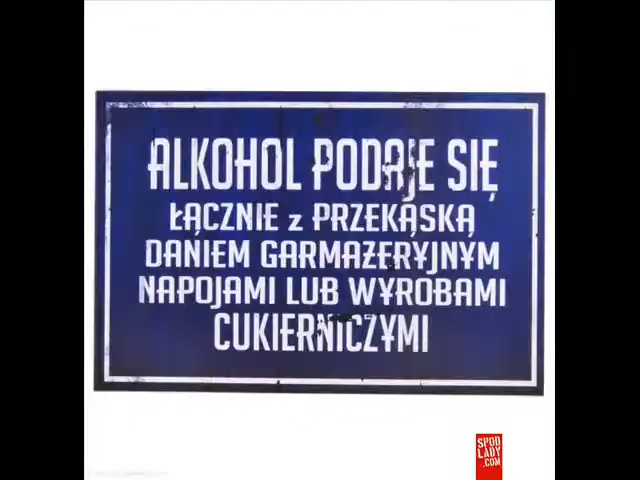 ALKOHOL PODAJE SIĘ
ŁĄCZNIE z PRZEKĄSKĄ
DANIEM GARMAŻERYJNYM
NAPOJAMI LUB WYROBAMI
CUKIERNICZYMI
SPOD
LADY
.COM